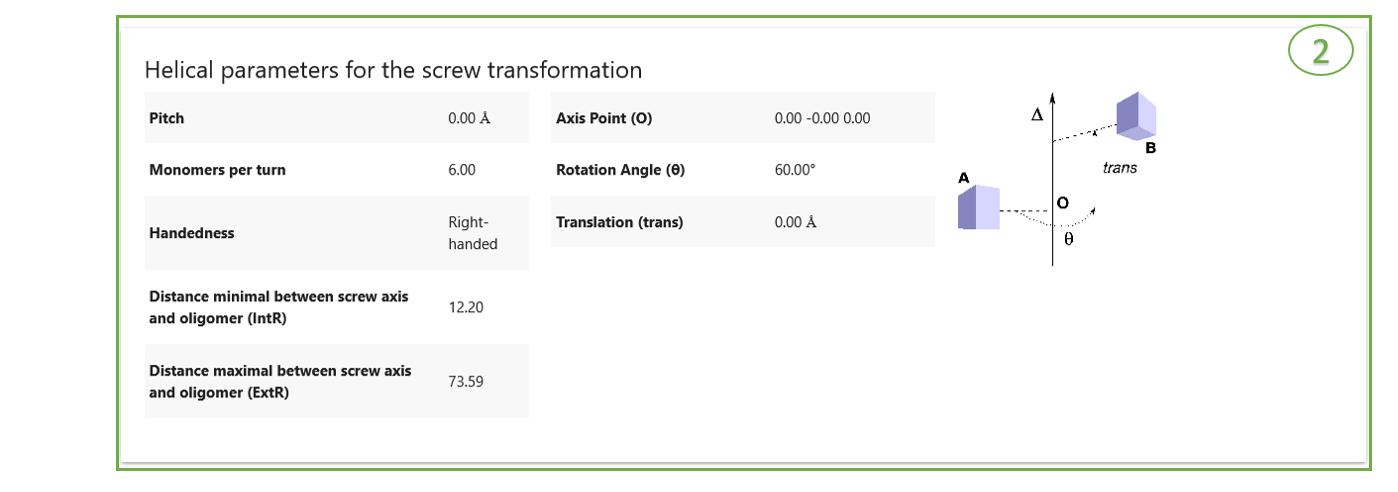 2
Helical parameters for the screw transformation
Pitch 0.00 Å
Monomers per turn 6.00
Handedness Right-
handed
Distance minimal between screw axis
and oligomer (IntR) 12.20
Distance maximal between screw axis
and oligomer (ExtR) 73.59
Axis Point (O) 0.00 -0.00 0.00
Rotation Angle (θ) 60.00°
Translation (trans) 0.00 Å
Δ
B
trans
A
O
θ